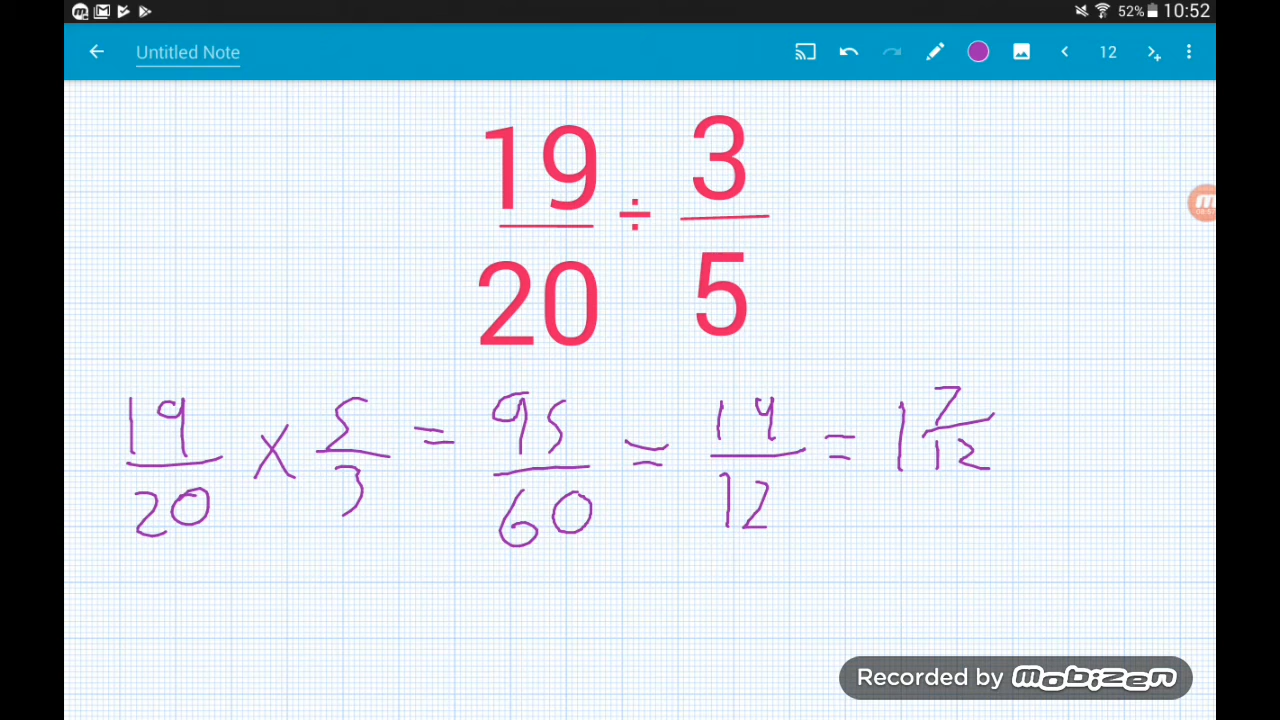 52% 10:52
Untitled Note 12
19/20 ÷ 3/5
19/20 × 5/3 = 95/60 = 19/12 = 1 7/12
Recorded by mobizen